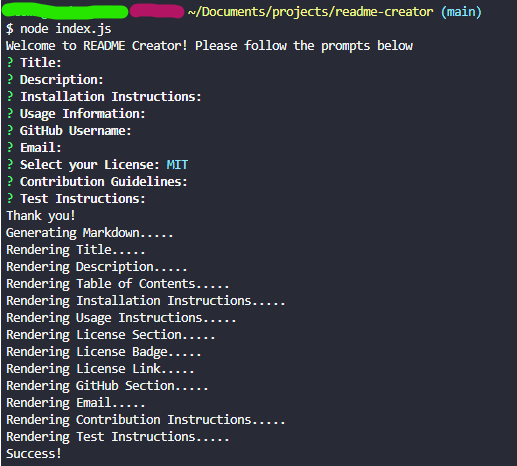 ~/Documents/projects/readme-creator (main)
$ node index.js
Welcome to README Creator! Please follow the prompts below
? Title:
? Description:
? Installation Instructions:
? Usage Information:
? GitHub Username:
? Email:
? Select your License: MIT
? Contribution Guidelines:
? Test Instructions:
Thank you!
Generating Markdown.....
Rendering Title.....
Rendering Description.....
Rendering Table of Contents.....
Rendering Installation Instructions.....
Rendering Usage Instructions.....
Rendering License Section.....
Rendering License Badge.....
Rendering License Link.....
Rendering GitHub Section.....
Rendering Email.....
Rendering Contribution Instructions.....
Rendering Test Instructions.....
Success!